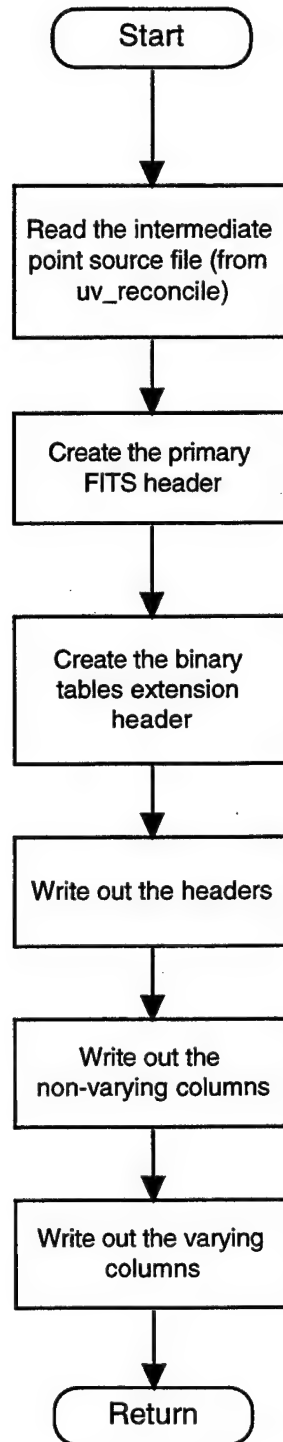 Start
Read the intermediate
point source file (from
uv_reconcile)
Create the primary
FITS header
Create the binary
tables extension
header
Write out the headers
Write out the
non-varying columns
Write out the varying
columns
Return